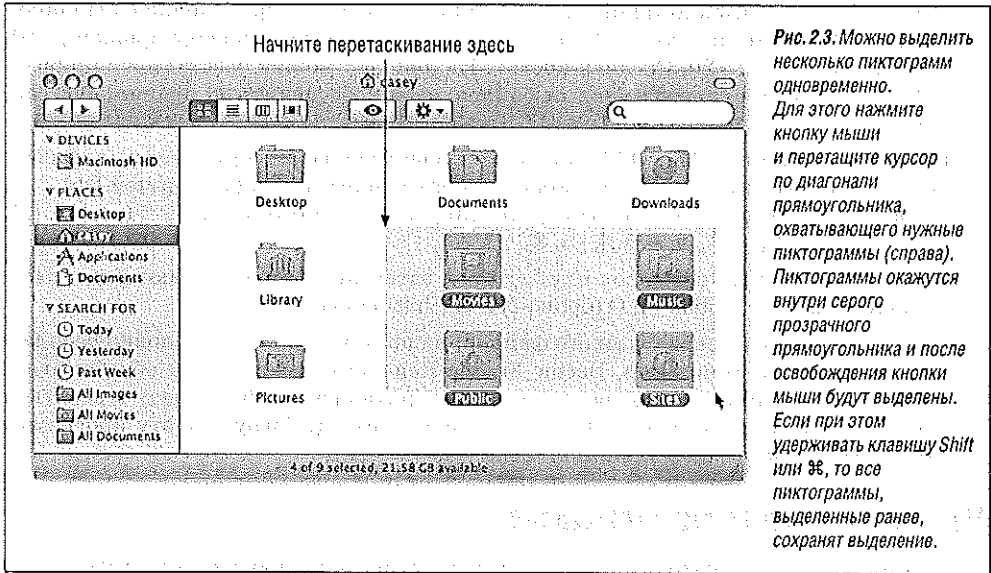 Начните перетаскивание здесь
casey
DEVICES
Macintosh HD
PLACES
Desktop
casey
Applications
Documents
SEARCH FOR
Today
Yesterday
Past Week
All Images
All Movies
All Documents
Desktop
Documents
Downloads
Library
Movies
Music
Pictures
Public
Sites
4 of 9 selected, 21.58 GB available
Рис. 2.3. Можно выделить
несколько пиктограмм
одновременно.
Для этого нажмите
кнопку мыши
и перетащите курсор
по диагонали
прямоугольника,
охватывающего нужные
пиктограммы (справа).
Пиктограммы окажутся
внутри серого
прозрачного
прямоугольника и после
освобождения кнопки
мыши будут выделены.
Если при этом
удерживать клавишу Shift
или ⌘, то все
пиктограммы,
выделенные ранее,
сохранят выделение.